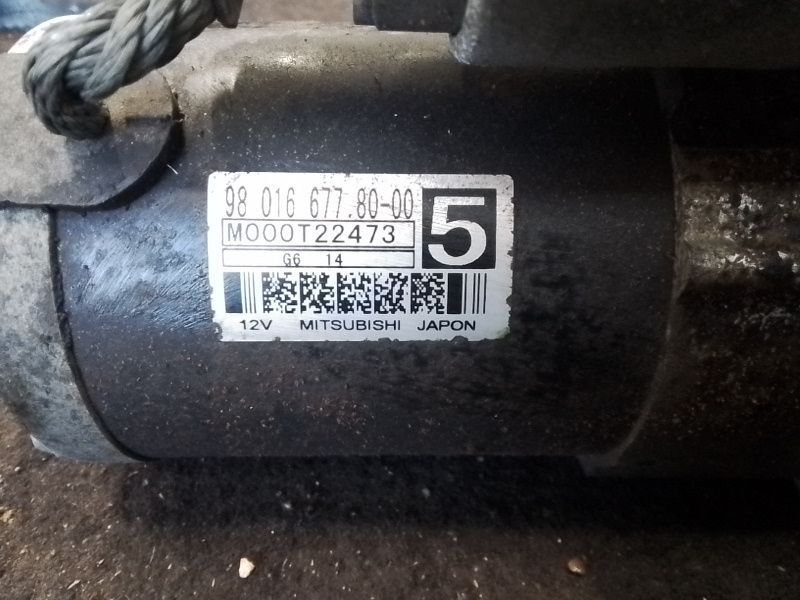 98 016 677.80-00
5
M000T22473
G6 14
12V MITSUBISHI JAPON